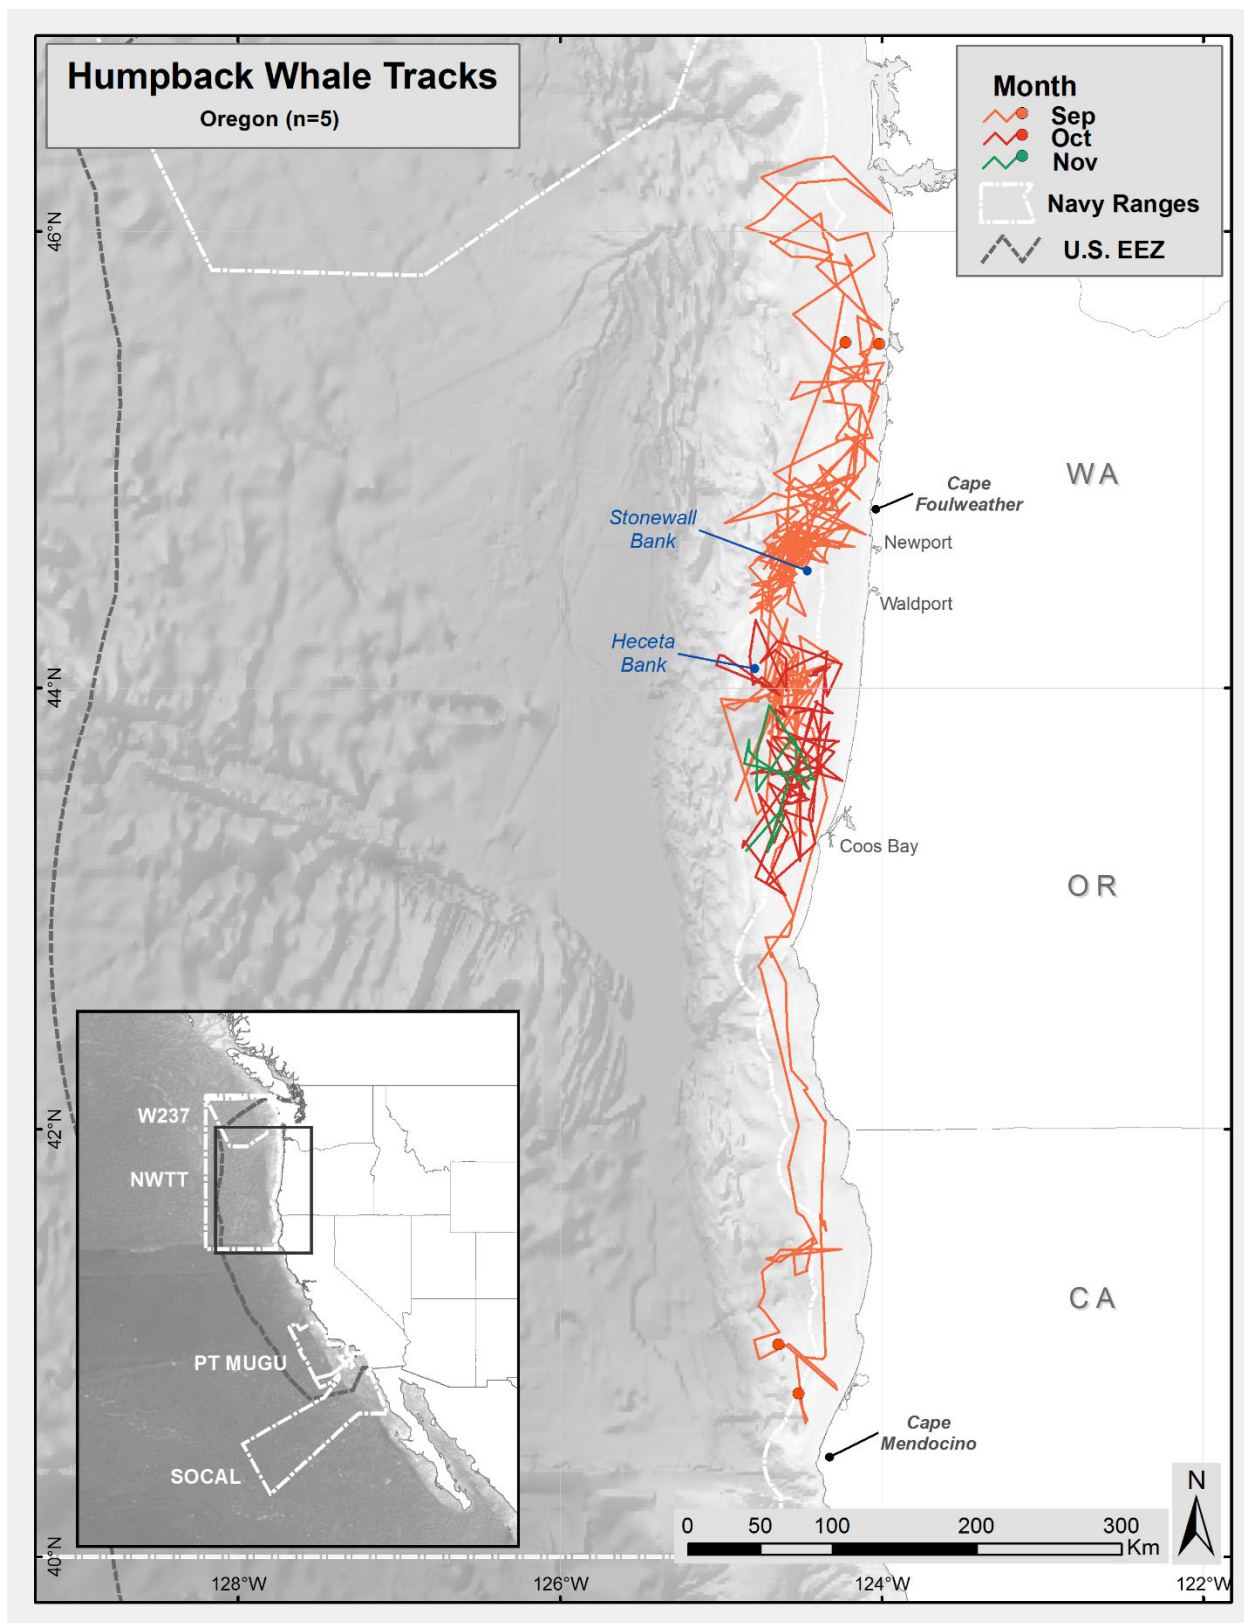 Humpback Whale Tracks
Oregon (n=5)
Month
Sep
Oct
Nov
Navy Ranges
U.S. EEZ
46°N
WA
Cape
Foulweather
Stonewall
Bank
Newport
Waldport
Heceta
Bank
44°N
Coos Bay
OR
42°N
W237
NWTT
PT MUGU
SOCAL
CA
Cape
Mendocino
N
0 50 100 200 300
Km
40°N
128°W 126°W 124°W 122°W